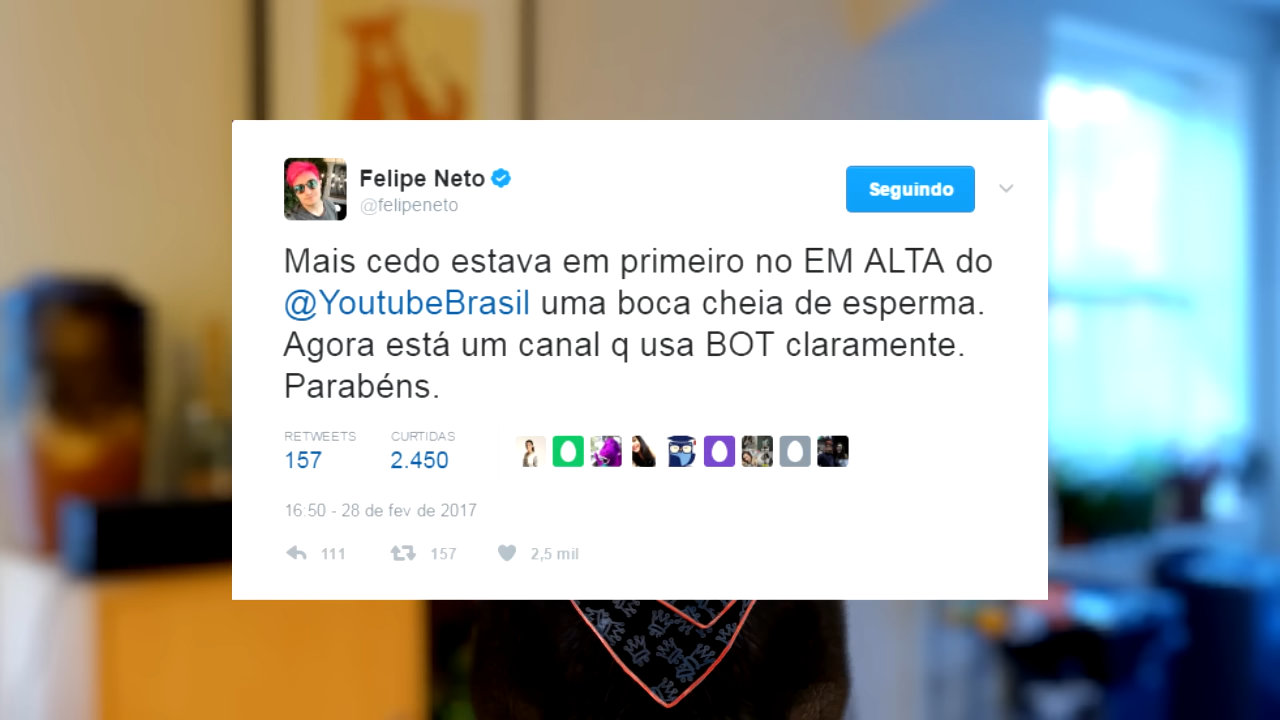 Felipe Neto
@felipeneto
Seguindo
Mais cedo estava em primeiro no EM ALTA do
@YoutubeBrasil uma boca cheia de esperma.
Agora está um canal q usa BOT claramente.
Parabéns.
RETWEETS CURTIDAS
157 2.450
16:50 - 28 de fev de 2017
111 157 2,5 mil